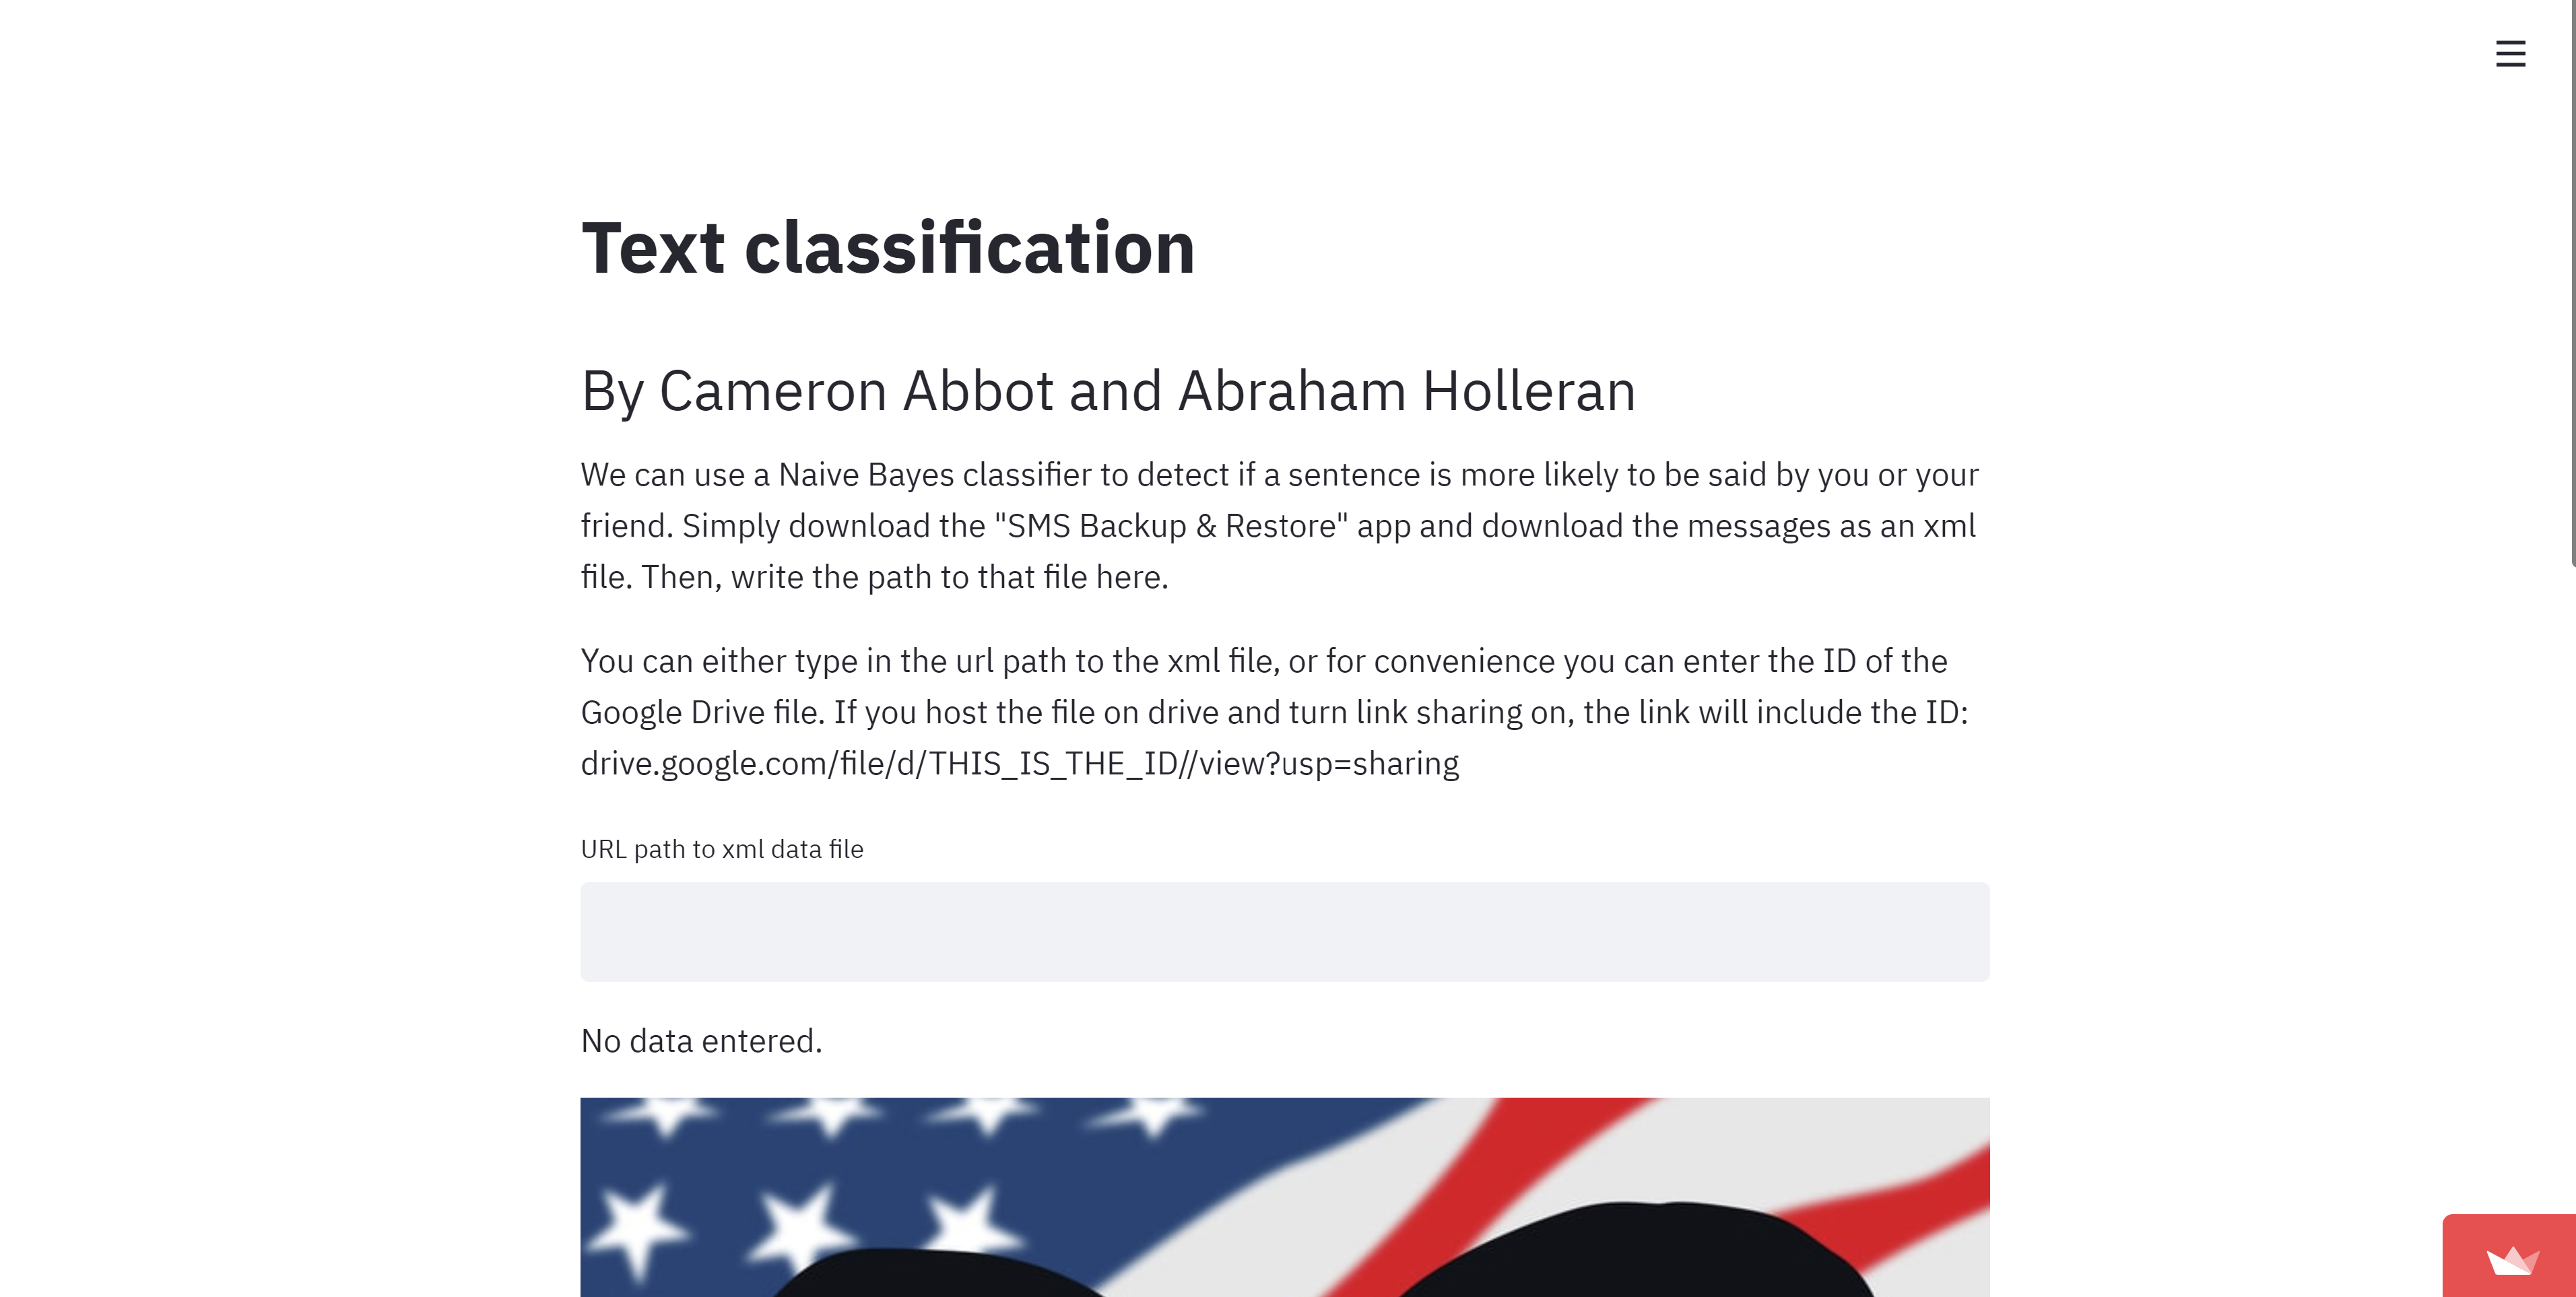 Text classification
By Cameron Abbot and Abraham Holleran
We can use a Naive Bayes classifier to detect if a sentence is more likely to be said by you or your
friend. Simply download the "SMS Backup & Restore" app and download the messages as an xml
file. Then, write the path to that file here.
You can either type in the url path to the xml file, or for convenience you can enter the ID of the
Google Drive file. If you host the file on drive and turn link sharing on, the link will include the ID:
drive.google.com/file/d/THIS_IS_THE_ID//view?usp=sharing
URL path to xml data file
No data entered.